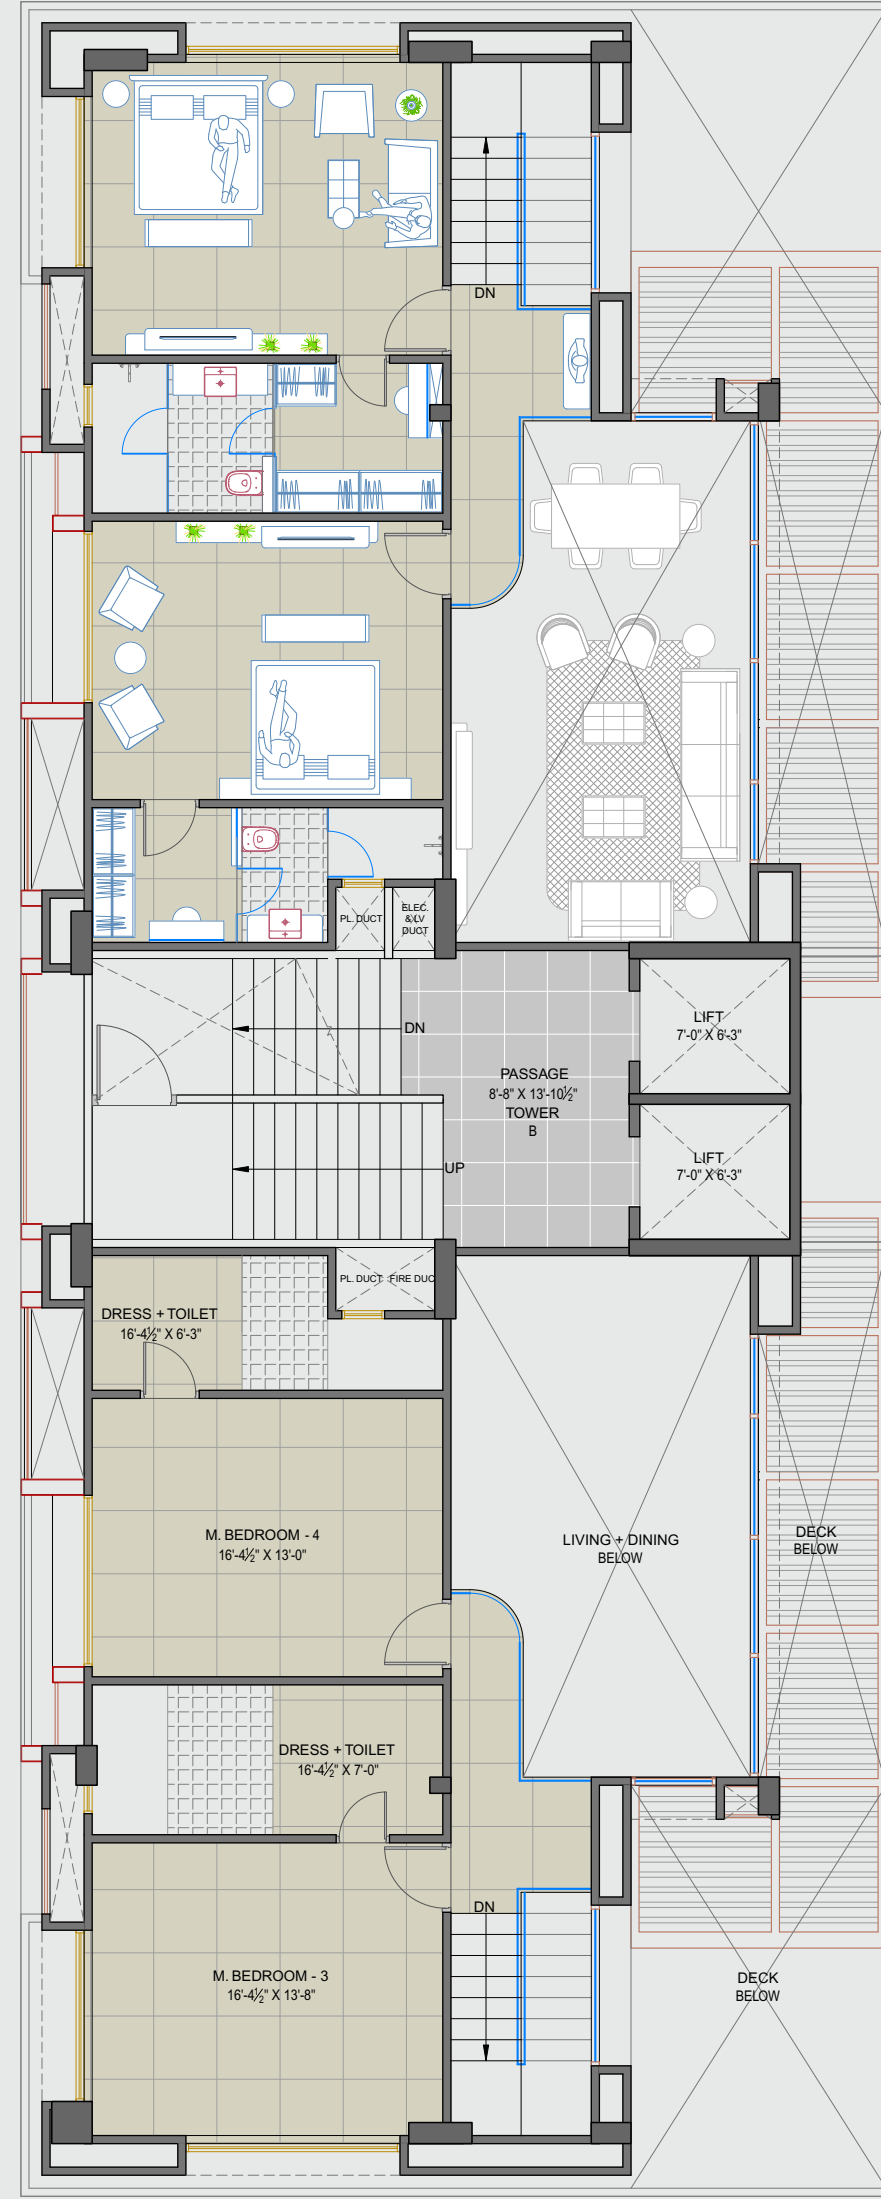 DN
PL. DUCT
ELEC.
& LV
DUCT
DN
LIFT
7'-0" X 6'-3"
PASSAGE
8'-8" X 13'-10½"
TOWER
B
LIFT
7'-0" X 6'-3"
UP
PL. DUCT
FIRE DUC
DRESS + TOILET
16'-4½" X 6'-3"
M. BEDROOM - 4
16'-4½" X 13'-0"
LIVING + DINING
BELOW
DECK
BELOW
DRESS + TOILET
16'-4½" X 7'-0"
DN
M. BEDROOM - 3
16'-4½" X 13'-8"
DECK
BELOW